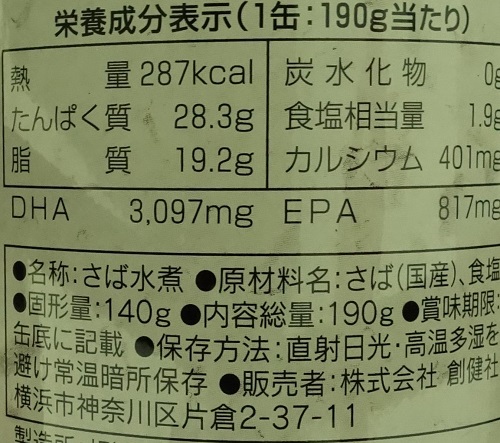 栄養成分表示(1缶:190g当たり)
熱量 287kcal 炭水化物 0g
たんぱく質 28.3g 食塩相当量 1.9g
脂質 19.2g カルシウム 401mg
DHA 3,097mg EPA 817mg
●名称:さば水煮 ●原材料名:さば(国産)、食塩
●固形量:140g ●内容総量:190g ●賞味期限:
缶底に記載 ●保存方法:直射日光・高温多湿を
避け常温暗所保存 ●販売者:株式会社 創健社
横浜市神奈川区片倉2-37-11